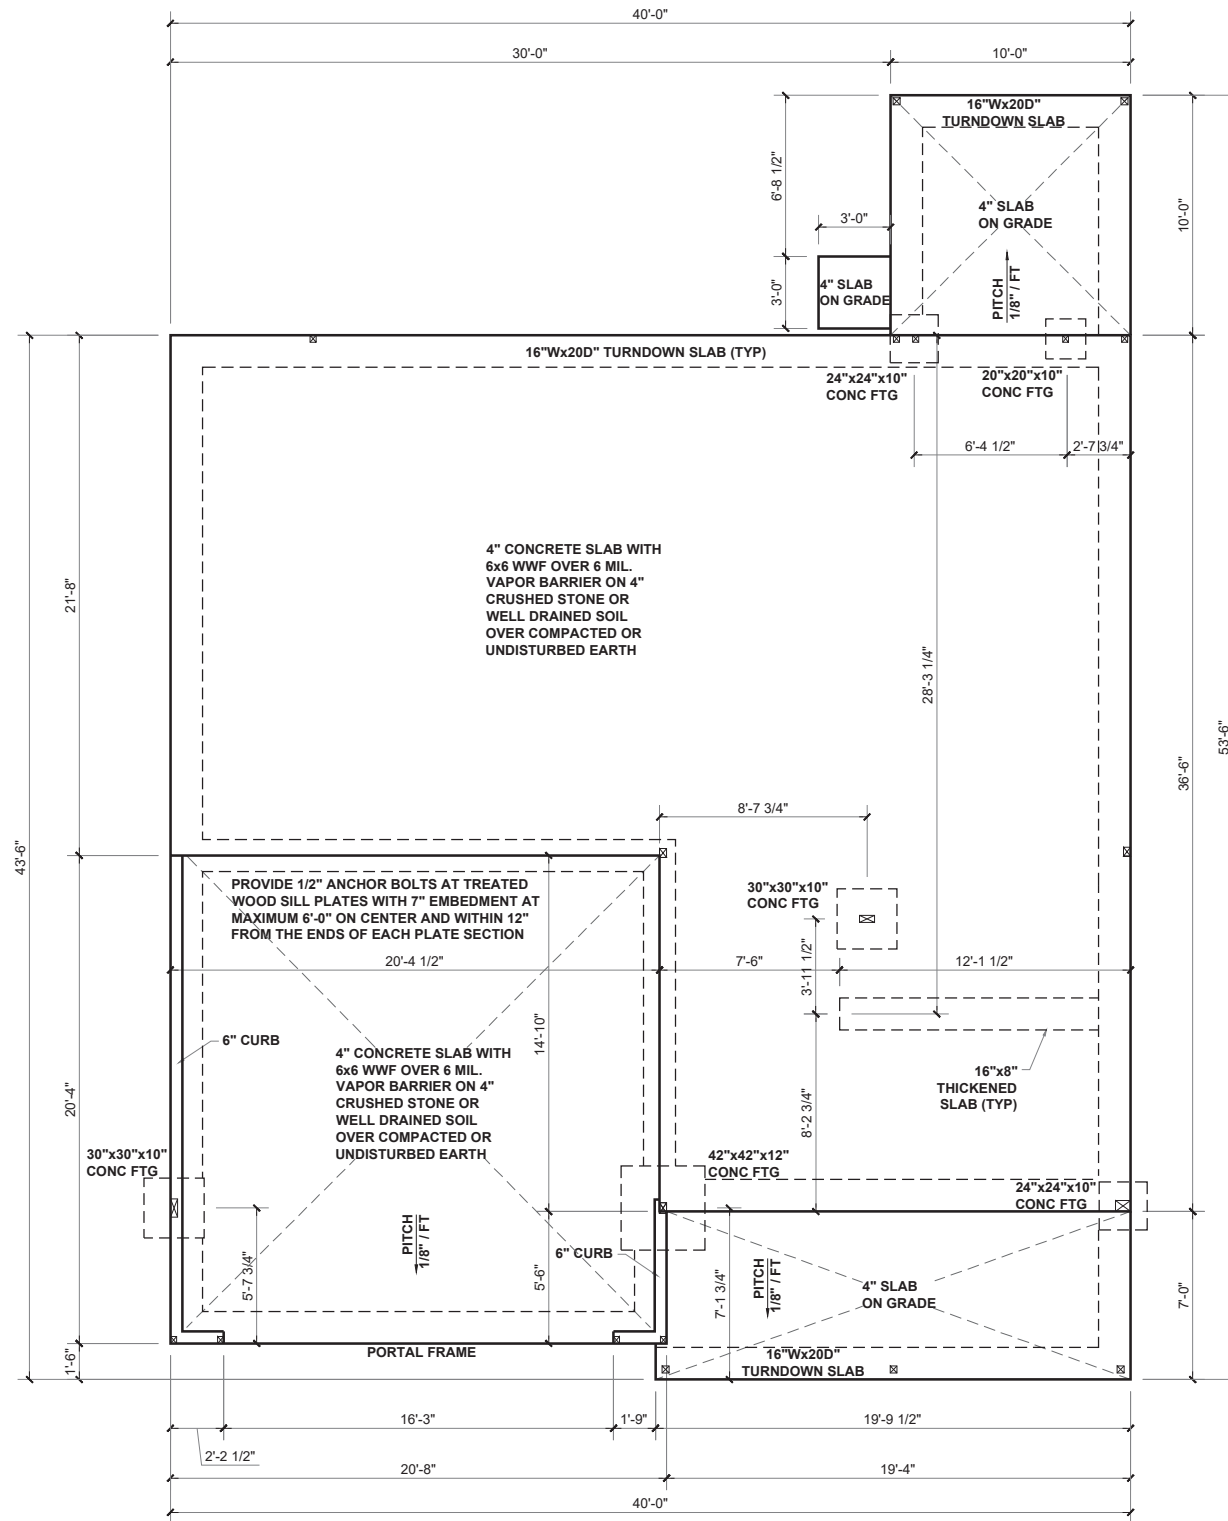 40'-0"
30'-0"
10'-0"
16"Wx20D"
TURNDOWN SLAB
6'-8 1/2"
4" SLAB
ON GRADE
10'-0"
3'-0"
3'-0"
4" SLAB
ON GRADE
PITCH
1/8" / FT
16"Wx20D" TURNDOWN SLAB (TYP)
24"x24"x10"
CONC FTG
20"x20"x10"
CONC FTG
6'-4 1/2"
2'-7 3/4"
4" CONCRETE SLAB WITH
6x6 WWF OVER 6 MIL.
VAPOR BARRIER ON 4"
CRUSHED STONE OR
WELL DRAINED SOIL
OVER COMPACTED OR
UNDISTURBED EARTH
21'-8"
28'-3 1/4"
53'-6"
36'-6"
43'-6"
8'-7 3/4"
PROVIDE 1/2" ANCHOR BOLTS AT TREATED
WOOD SILL PLATES WITH 7" EMBEDMENT AT
MAXIMUM 6'-0" ON CENTER AND WITHIN 12"
FROM THE ENDS OF EACH PLATE SECTION
30"x30"x10"
CONC FTG
20'-4 1/2"
7'-6"
3'-11 1/2"
12'-1 1/2"
14'-10"
6" CURB
4" CONCRETE SLAB WITH
6x6 WWF OVER 6 MIL.
VAPOR BARRIER ON 4"
CRUSHED STONE OR
WELL DRAINED SOIL
OVER COMPACTED OR
UNDISTURBED EARTH
16"x8"
THICKENED
SLAB (TYP)
20'-4"
8'-2 3/4"
30"x30"x10"
CONC FTG
42"x42"x12"
CONC FTG
24"x24"x10"
CONC FTG
PITCH
1/8" / FT
6" CURB
5'-7 3/4"
5'-6"
7'-1 3/4"
PITCH
1/8" / FT
4" SLAB
ON GRADE
7'-0"
PORTAL FRAME
16"Wx20D"
TURNDOWN SLAB
1'-6"
16'-3"
1'-9"
19'-9 1/2"
2'-2 1/2"
20'-8"
19'-4"
40'-0"